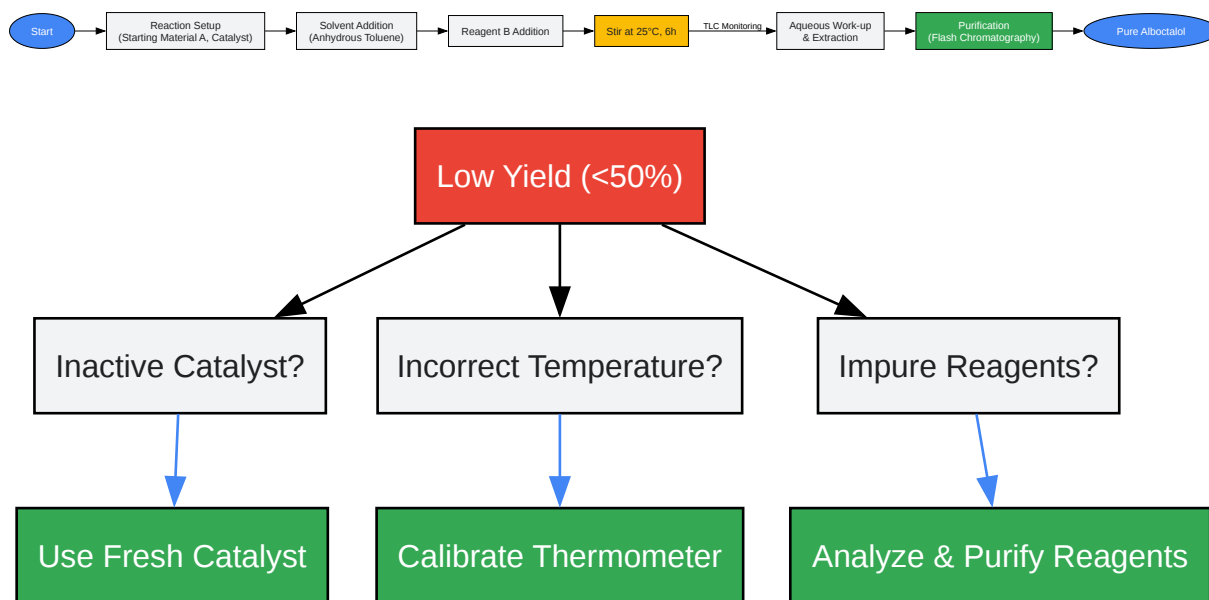 Start
Reaction Setup
(Starting Material A, Catalyst)
Solvent Addition
(Anhydrous Toluene)
Reagent B Addition
Stir at 25°C, 6h
TLC Monitoring
Aqueous Work-up
& Extraction
Purification
(Flash Chromatography)
Pure Alboctalol
Low Yield (<50%)
Inactive Catalyst?
Incorrect Temperature?
Impure Reagents?
Use Fresh Catalyst
Calibrate Thermometer
Analyze & Purify Reagents